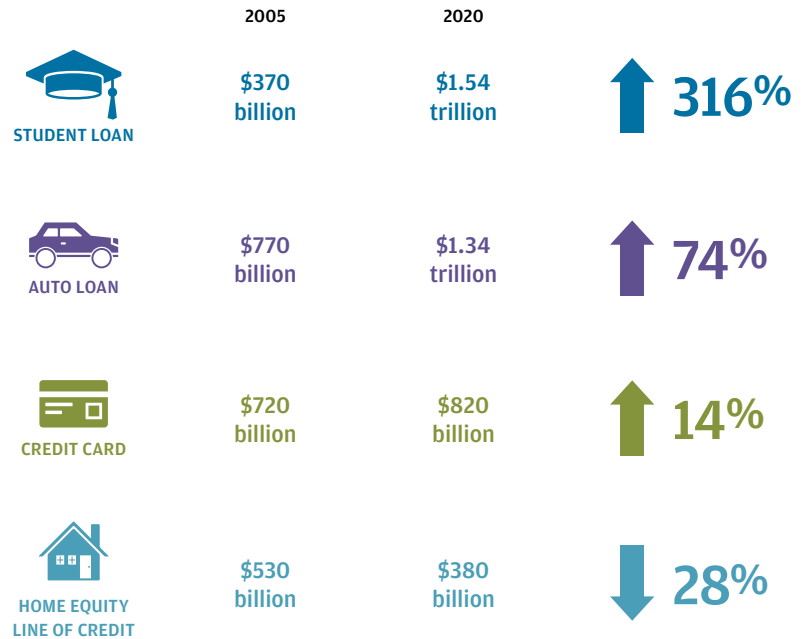 2005 2020
$370 $1.54
billion trillion
316%
STUDENT LOAN
$770 $1.34
billion trillion
74%
AUTO LOAN
$720 $820
billion billion
14%
CREDIT CARD
$530 $380
billion billion
28%
HOME EQUITY
LINE OF CREDIT